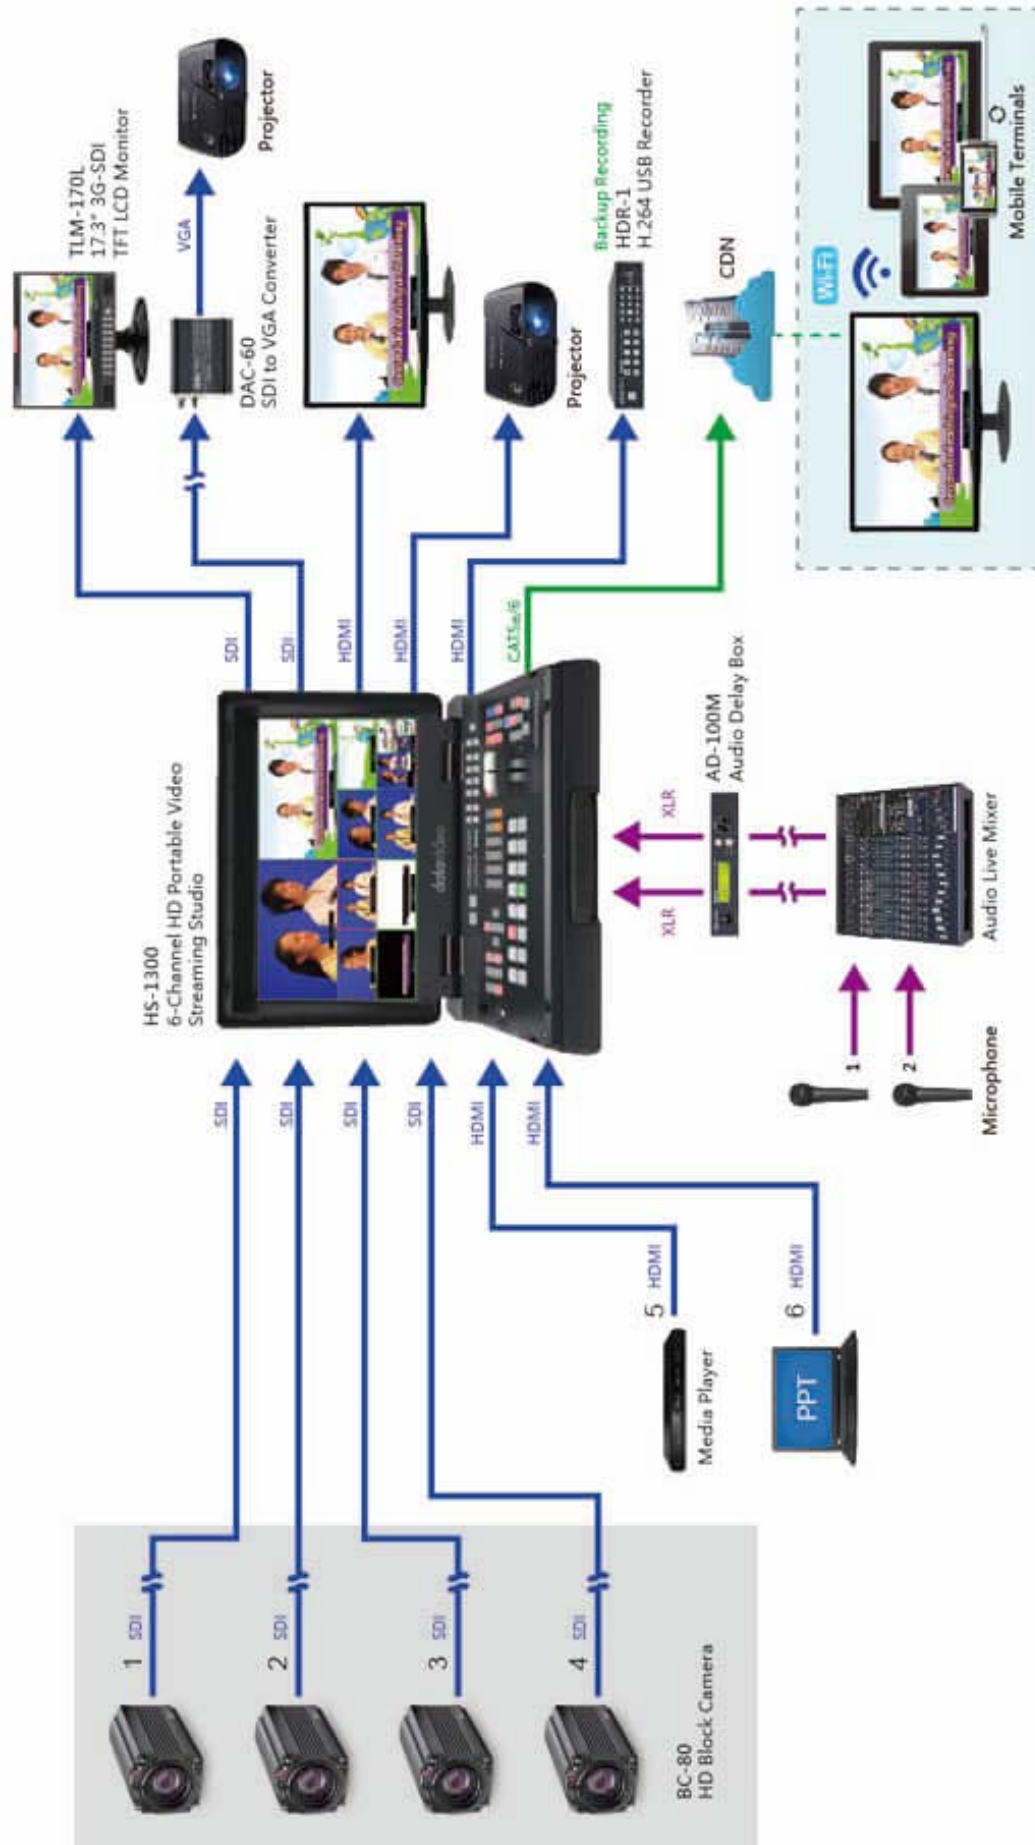 1 SDI
2 SDI
3 SDI
4 SDI
BC-80
HD Block Camera
5 HDMI
Media Player
6 HDMI
PPT
SDI
SDI
SDI
SDI
HDMI
HDMI
HS-1300
6-Channel HD Portable Video
Streaming Studio
datavideo
XLR
XLR
AD-100M
Audio Delay Box
Audio Live Mixer
1
2
Microphone
SDI
SDI
HDMI
HDMI
HDMI
CAT5e/6
TLM-170L
17.3" 3G-SDI
TFT LCD Monitor
VGA
Projector
DAC-60
SDI to VGA Converter
Projector
Backup Recording
HDR-1
H.264 USB Recorder
CDN
Wi-Fi
Mobile Terminals